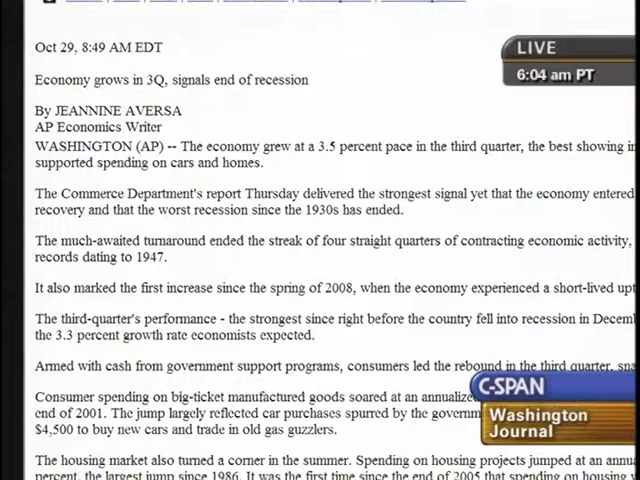 Oct 29, 8:49 AM EDT
LIVE
6:04 am PT
Economy grows in 3Q, signals end of recession
By JEANNINE AVERSA
AP Economics Writer
WASHINGTON (AP) -- The economy grew at a 3.5 percent pace in the third quarter, the best showing in
supported spending on cars and homes.
The Commerce Department's report Thursday delivered the strongest signal yet that the economy entered
recovery and that the worst recession since the 1930s has ended.
The much-awaited turnaround ended the streak of four straight quarters of contracting economic activity,
records dating to 1947.
It also marked the first increase since the spring of 2008, when the economy experienced a short-lived
The third-quarter's performance - the strongest since right before the country fell into recession in
the 3.3 percent growth rate economists expected.
Armed with cash from government support programs, consumers led the rebound in the third quarter,
Consumer spending on big-ticket manufactured goods soared at an
end of 2001. The jump largely reflected car purchases spurred by the
$4,500 to buy new cars and trade in old gas guzzlers.
C-SPAN
Washington
Journal
The housing market also turned a corner in the summer. Spending on housing projects jumped at an
percent, the largest jump since 1986. It was the first time since the end of 2005 that spending on housing